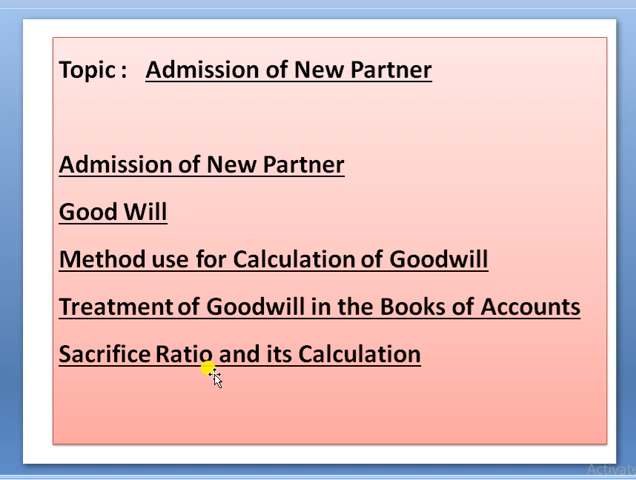 Topic : Admission of New Partner
Admission of New Partner
Good Will
Method use for Calculation of Goodwill
Treatment of Goodwill in the Books of Accounts
Sacrifice Ratio and its Calculation
Activat